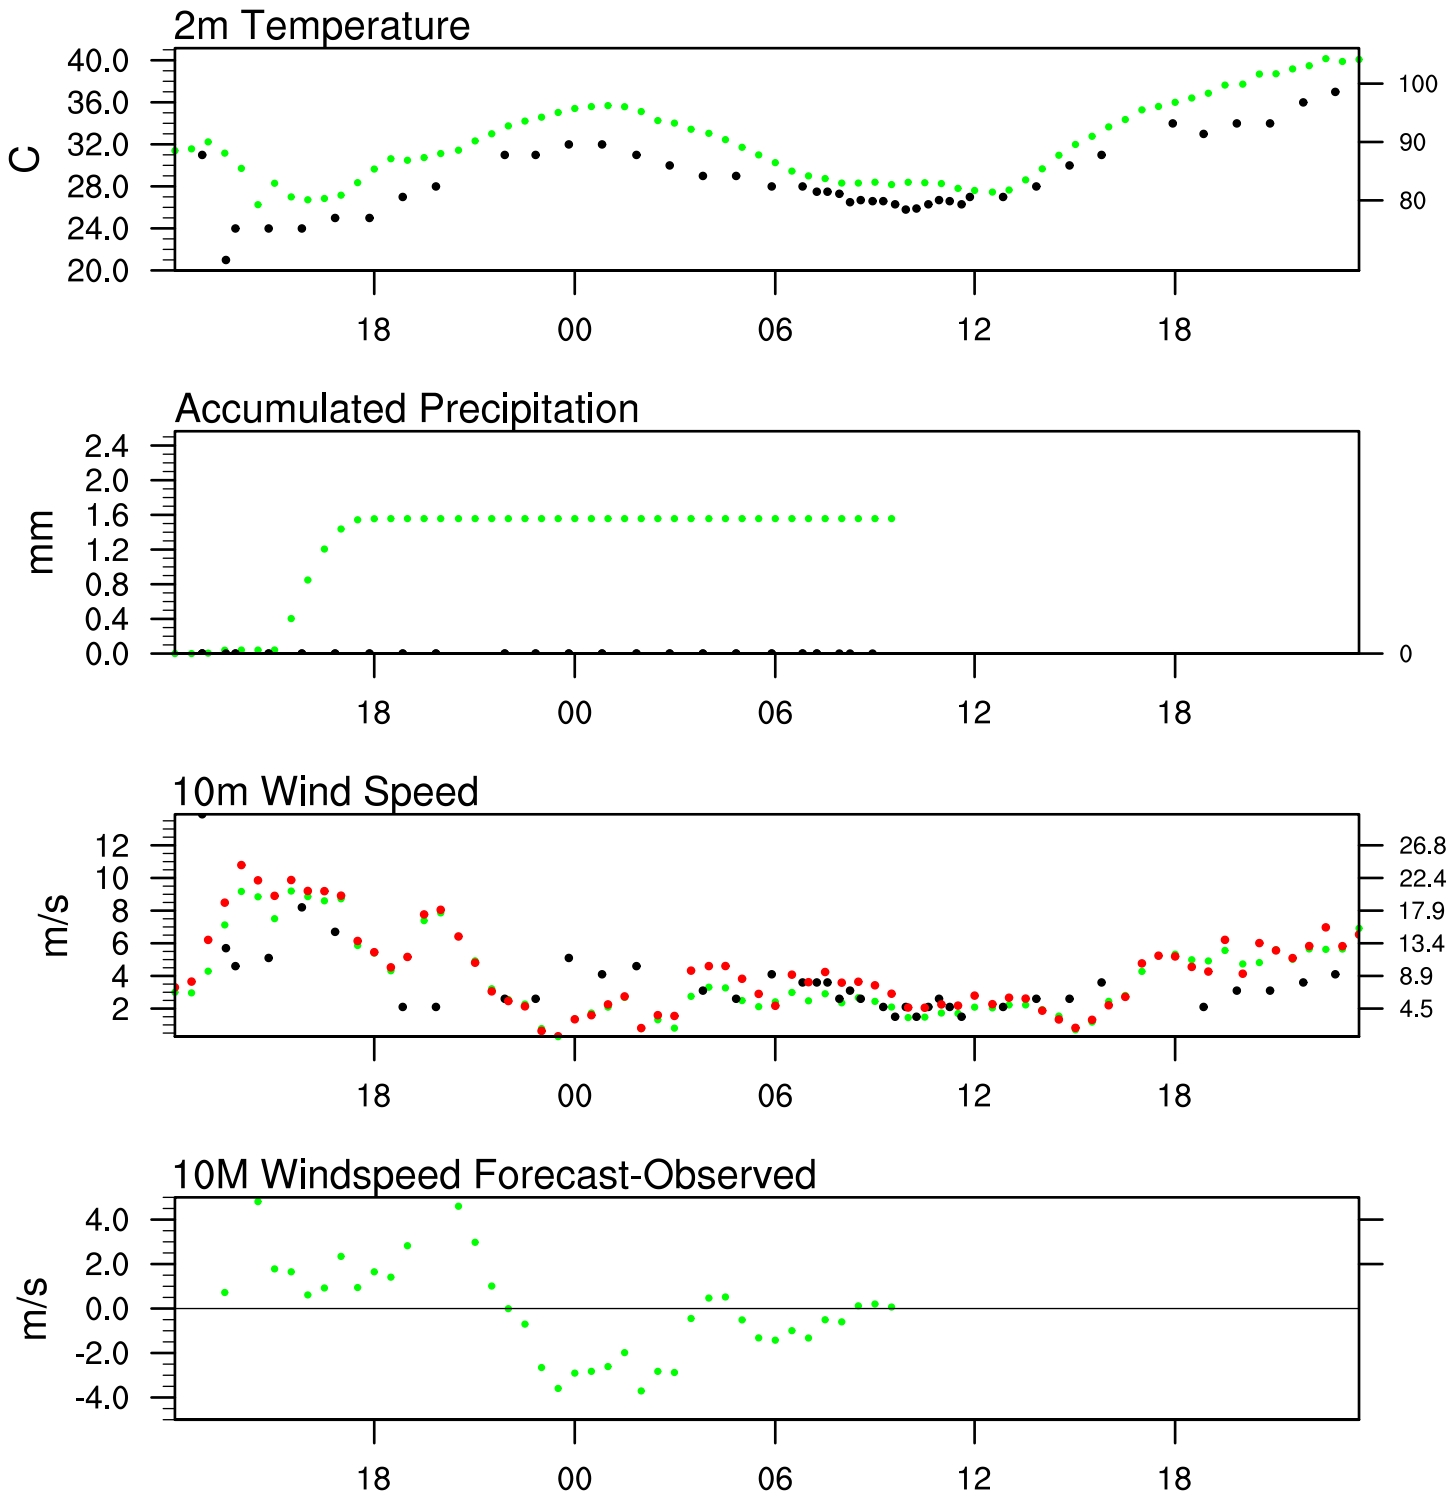 2m Temperature
40.0
36.0
32.0
28.0
24.0
20.0
C
100
90
80
18 00 06 12 18
Accumulated Precipitation
2.4
2.0
1.6
1.2
0.8
0.4
0.0
mm
0
18 00 06 12 18
10m Wind Speed
12
10
8
6
4
2
m/s
26.8
22.4
17.9
13.4
8.9
4.5
18 00 06 12 18
10M Windspeed Forecast-Observed
4.0
2.0
0.0
-2.0
-4.0
m/s
18 00 06 12 18